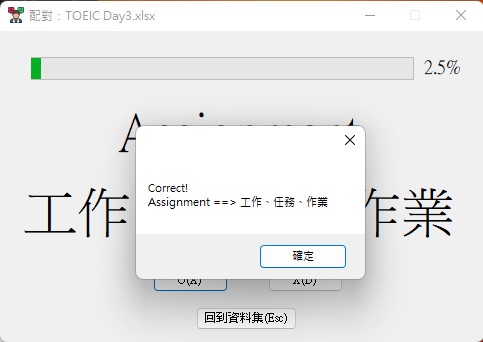 配對：TOEIC Day3.xlsx
2.5%
Assignment
工作 作業
Correct!
Assignment ==> 工作、任務、作業
確定
O(A) X(D)
回到資料集(Esc)